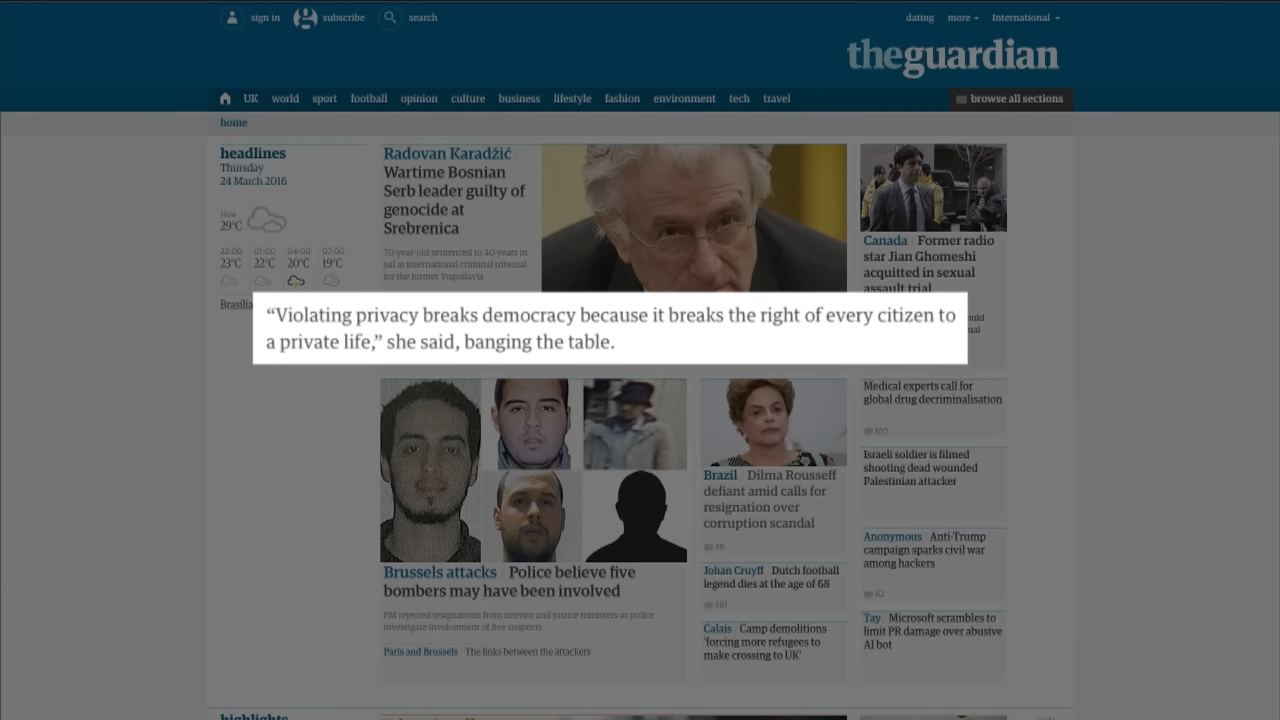 sign in
subscribe
search
dating
more
International
theguardian
UK
world
sport
football
opinion
culture
business
lifestyle
fashion
environment
tech
travel
browse all sections
home
headlines
Thursday
24 March 2016
Now
29°C
22:00
01:00
04:00
07:00
23°C
22°C
20°C
19°C
Brasília
Radovan Karadžić
Wartime Bosnian
Serb leader guilty of
genocide at
Srebrenica
70-year-old sentenced to 40 years in
jail at international criminal tribunal
for the former Yugoslavia
Canada Former radio
star Jian Ghomeshi
acquitted in sexual
assault trial
“Violating privacy breaks democracy because it breaks the right of every citizen to
a private life,” she said, banging the table.
Brussels attacks / Police believe five
bombers may have been involved
PM rejected resignations from interior and justice ministers as police
investigate involvement of five suspects
Paris and Brussels The links between the attackers
Brazil Dilma Rousseff
defiant amid calls for
resignation over
corruption scandal
46
Johan Cruyff Dutch football
legend dies at the age of 68
581
Calais Camp demolitions
'forcing more refugees to
make crossing to UK'
Medical experts call for
global drug decriminalisation
655
Israeli soldier is filmed
shooting dead wounded
Palestinian attacker
Anonymous Anti-Trump
campaign sparks civil war
among hackers
82
Tay Microsoft scrambles to
limit PR damage over abusive
AI bot
highlights